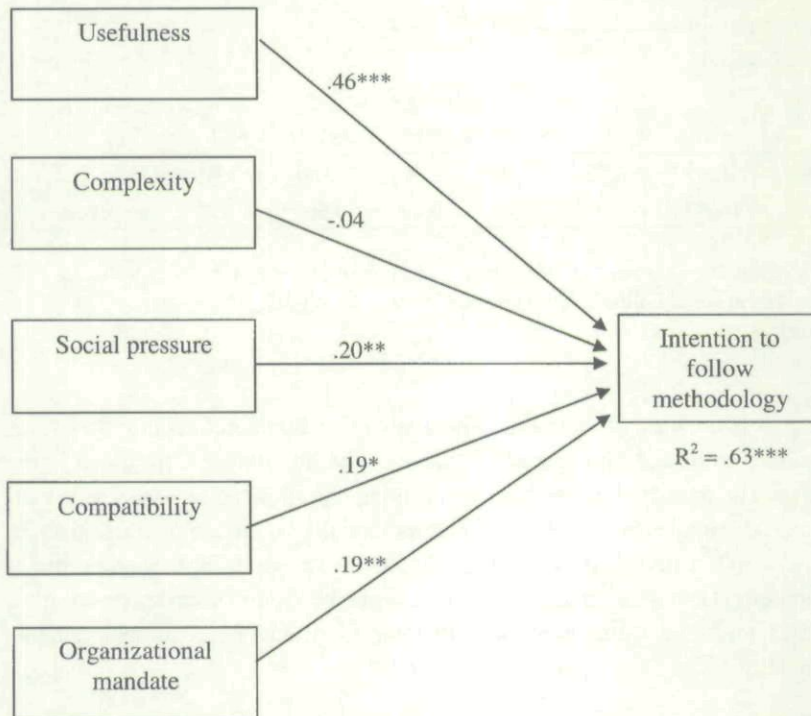 Usefulness
.46***
Complexity
-.04
Social pressure
.20**
Intention to
follow
methodology
R² = .63***
.19*
Compatibility
.19**
Organizational
mandate